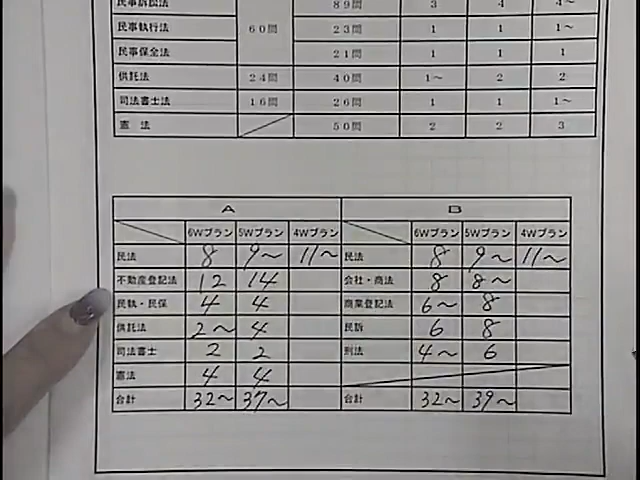 民事訴訟法 89問 3 4 4~
民事執行法 60問 23問 1 1 1~
民事保全法 21問 1 1 1
供託法 24問 40問 1~ 2 2
司法書士法 16問 26問 1 1 1~
憲 法 50問 2 2 3
A B
6Wプラン 5Wプラン 4Wプラン 6Wプラン 5Wプラン 4Wプラン
民法 8 9~ 11~ 民法 8 9~ 11~
不動産登記法 12 14 会社・商法 8 8~
民執・民保 4 4 商業登記法 6~ 8
供託法 2~ 4 民訴 6 8
司法書士 2 2 刑法 4~ 6
憲法 4 4
合計 32~ 37~ 合計 32~ 39~